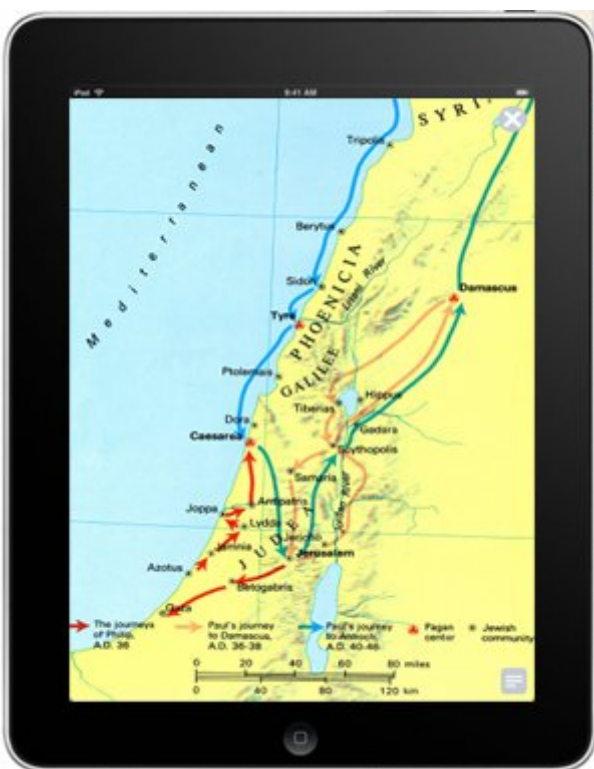 iPad
9:41 AM
SYRI
Tripolis
Mediterranean
Berytus
PHOENICIA
Litani River
Sidon
Damascus
Tyre
GALILEE
Ptolemais
Tiberias
Hippus
Dora
Gadara
Caesarea
Scythopolis
Samaria
Antipatris
Jordan River
Joppa
Lydda
JUDEA
Jericho
Jamnia
Jerusalem
Azotus
Betogabris
Gaza
The journeys
of Philip,
A.D. 36
Paul's journey
to Damascus,
A.D. 36-38
Paul's journey
to Antioch,
A.D. 40-46
Pagan
center
Jewish
community
0 20 40 60 80 miles
0 40 80 120 km